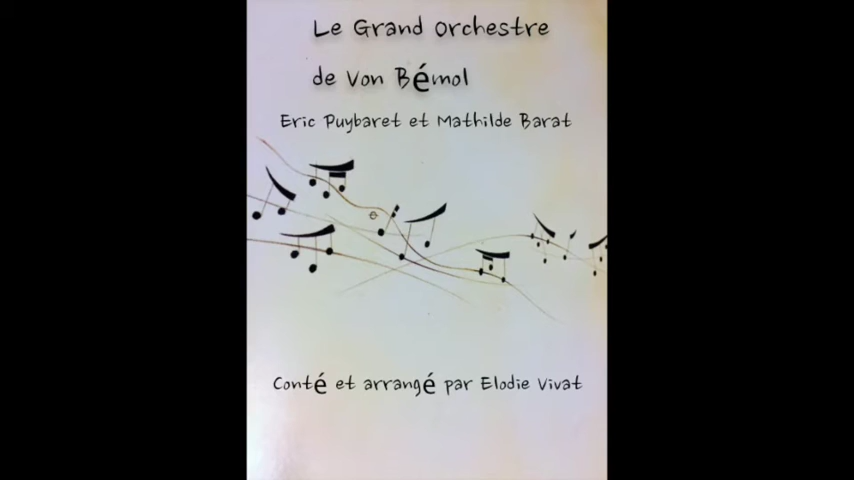 Le Grand Orchestre
de Von Bémol
Eric Puybaret et Mathilde Barat
Conté et arrangé par Elodie Vivat